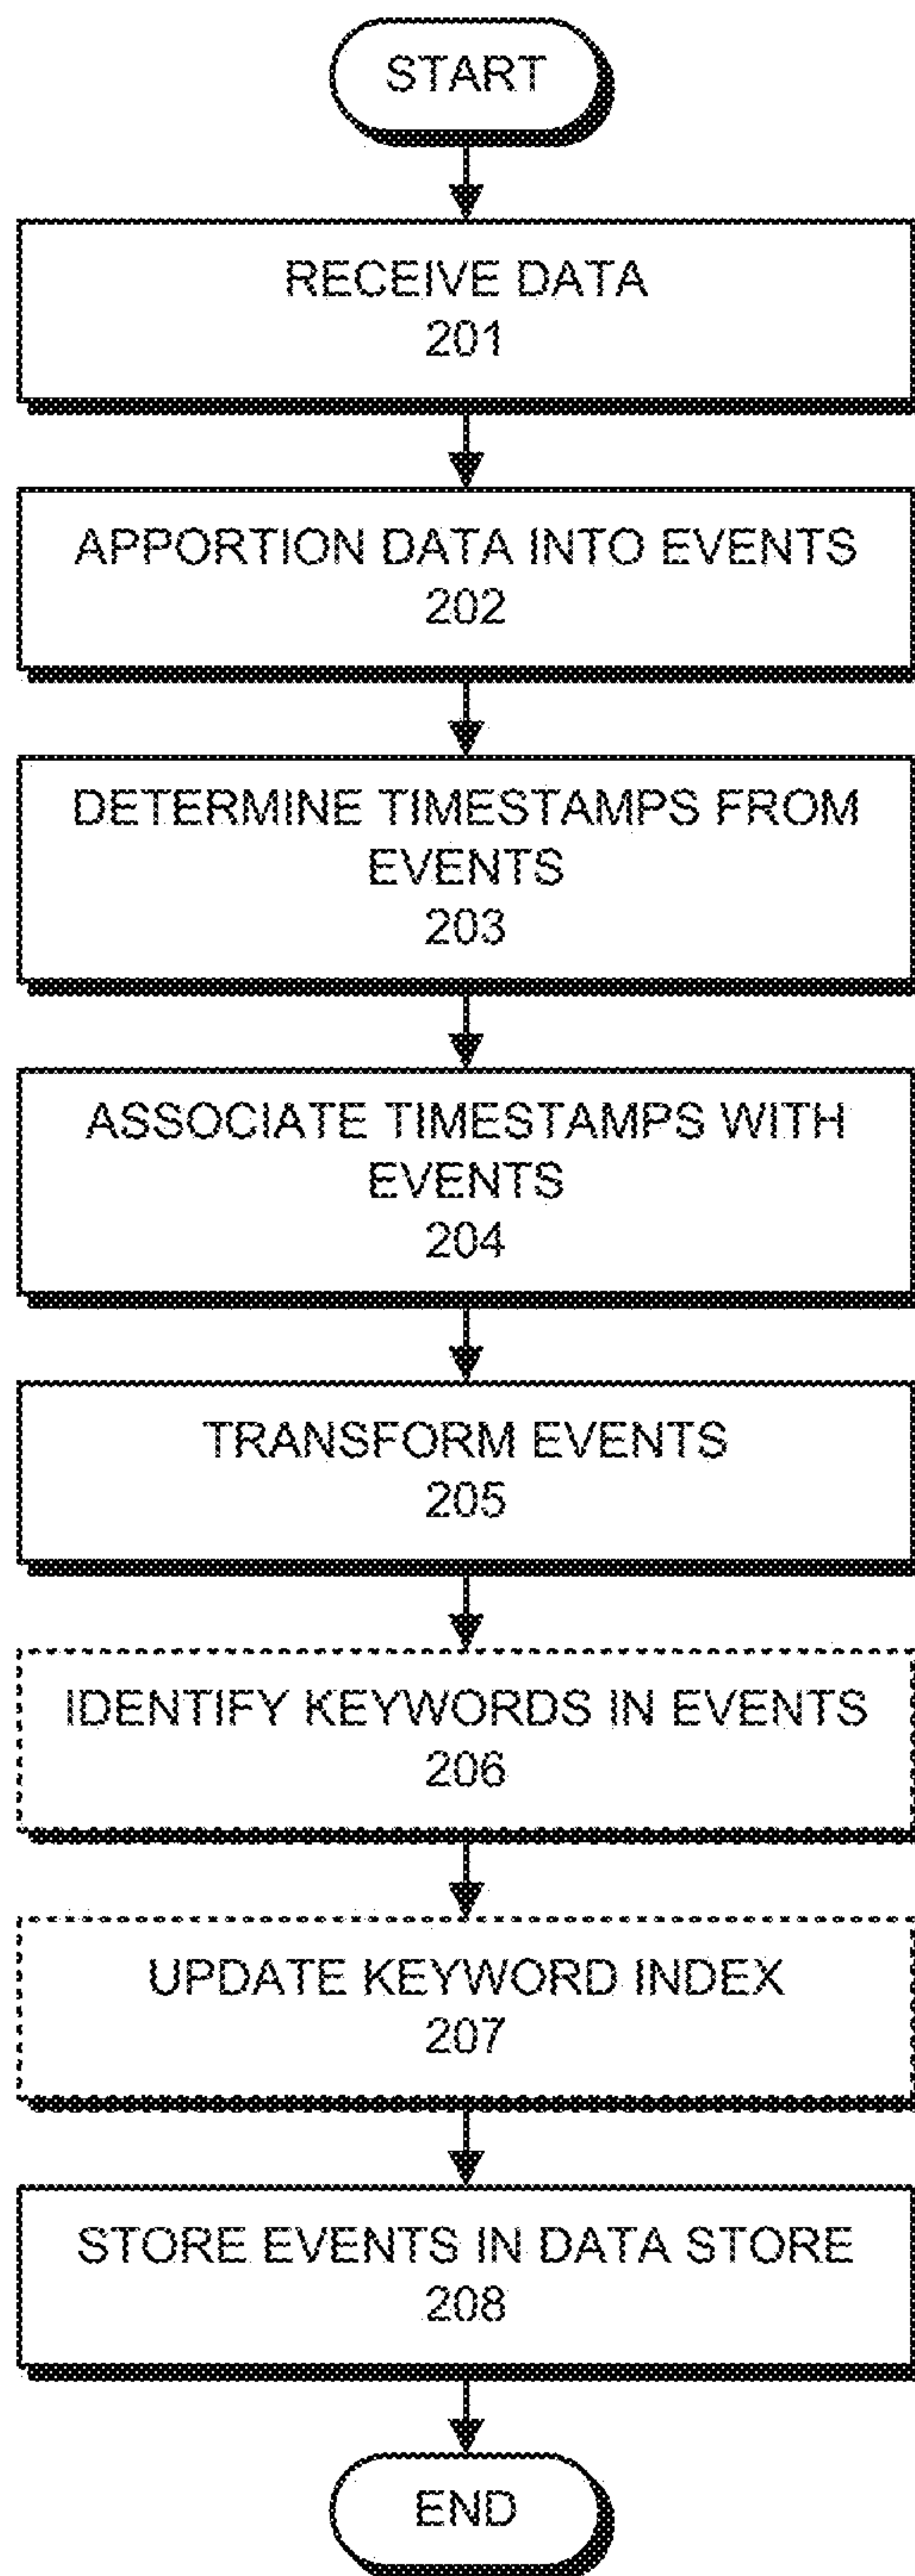 START
RECEIVE DATA
201
APPORTION DATA INTO EVENTS
202
DETERMINE TIMESTAMPS FROM
EVENTS
203
ASSOCIATE TIMESTAMPS WITH
EVENTS
204
TRANSFORM EVENTS
205
IDENTIFY KEYWORDS IN EVENTS
206
UPDATE KEYWORD INDEX
207
STORE EVENTS IN DATA STORE
208
END